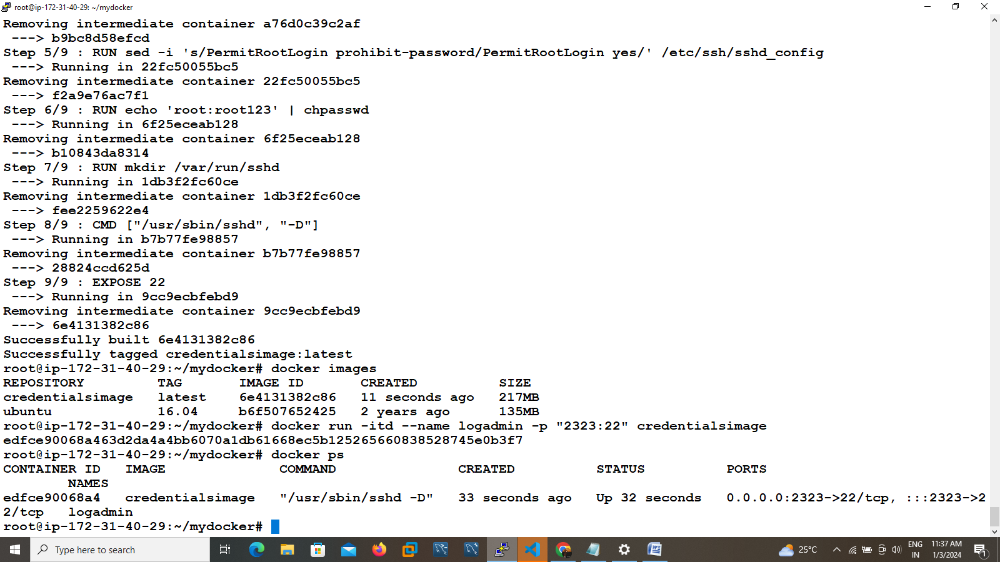 root@ip-172-31-40-29: ~/mydocker
Removing intermediate container a76d0c39c2af
 ---> b9bc8d58efcd
Step 5/9 : RUN sed -i 's/PermitRootLogin prohibit-password/PermitRootLogin yes/' /etc/ssh/sshd_config
 ---> Running in 22fc50055bc5
Removing intermediate container 22fc50055bc5
 ---> f2a9e76ac7f1
Step 6/9 : RUN echo 'root:root123' | chpasswd
 ---> Running in 6f25eceab128
Removing intermediate container 6f25eceab128
 ---> b10843da8314
Step 7/9 : RUN mkdir /var/run/sshd
 ---> Running in 1db3f2fc60ce
Removing intermediate container 1db3f2fc60ce
 ---> fee2259622e4
Step 8/9 : CMD ["/usr/sbin/sshd", "-D"]
 ---> Running in b7b77fe98857
Removing intermediate container b7b77fe98857
 ---> 28824ccd625d
Step 9/9 : EXPOSE 22
 ---> Running in 9cc9ecbfebd9
Removing intermediate container 9cc9ecbfebd9
 ---> 6e4131382c86
Successfully built 6e4131382c86
Successfully tagged credentialsimage:latest
root@ip-172-31-40-29:~/mydocker# docker images
REPOSITORY         TAG       IMAGE ID       CREATED          SIZE
credentialsimage   latest    6e4131382c86   11 seconds ago   217MB
ubuntu             16.04     b6f507652425   2 years ago      135MB
root@ip-172-31-40-29:~/mydocker# docker run -itd --name logadmin -p "2323:22" credentialsimage
edfce90068a463d2da4a4bb6070a1db61668ec5b125265660838528745e0b3f7
root@ip-172-31-40-29:~/mydocker# docker ps
CONTAINER ID   IMAGE              COMMAND               CREATED          STATUS          PORTS
        NAMES
edfce90068a4   credentialsimage   "/usr/sbin/sshd -D"   33 seconds ago   Up 32 seconds   0.0.0.0:2323->22/tcp, :::2323->2
2/tcp   logadmin
root@ip-172-31-40-29:~/mydocker#
Type here to search
25°C
ENG
IN
11:37 AM
1/3/2024
1